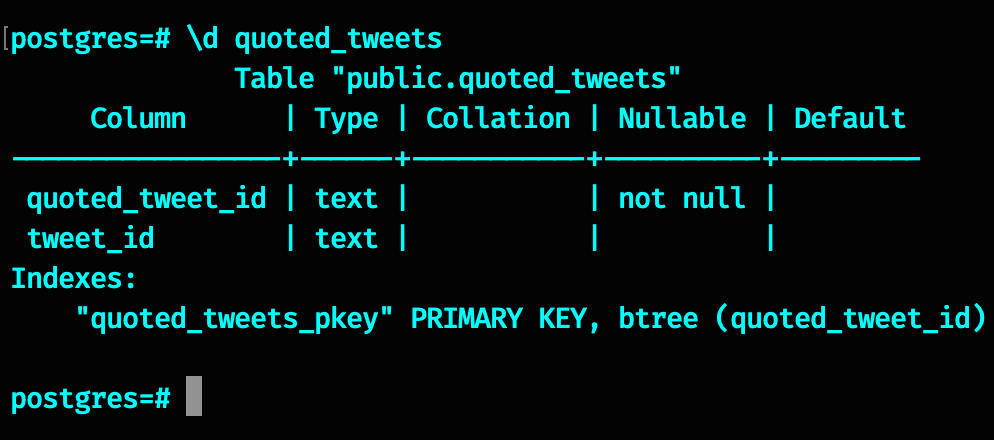 [postgres=# \d quoted_tweets
              Table "public.quoted_tweets"
     Column      | Type | Collation | Nullable | Default
-----------------+------+-----------+----------+---------
 quoted_tweet_id | text |           | not null |
 tweet_id        | text |           |          |
Indexes:
    "quoted_tweets_pkey" PRIMARY KEY, btree (quoted_tweet_id)
postgres=#